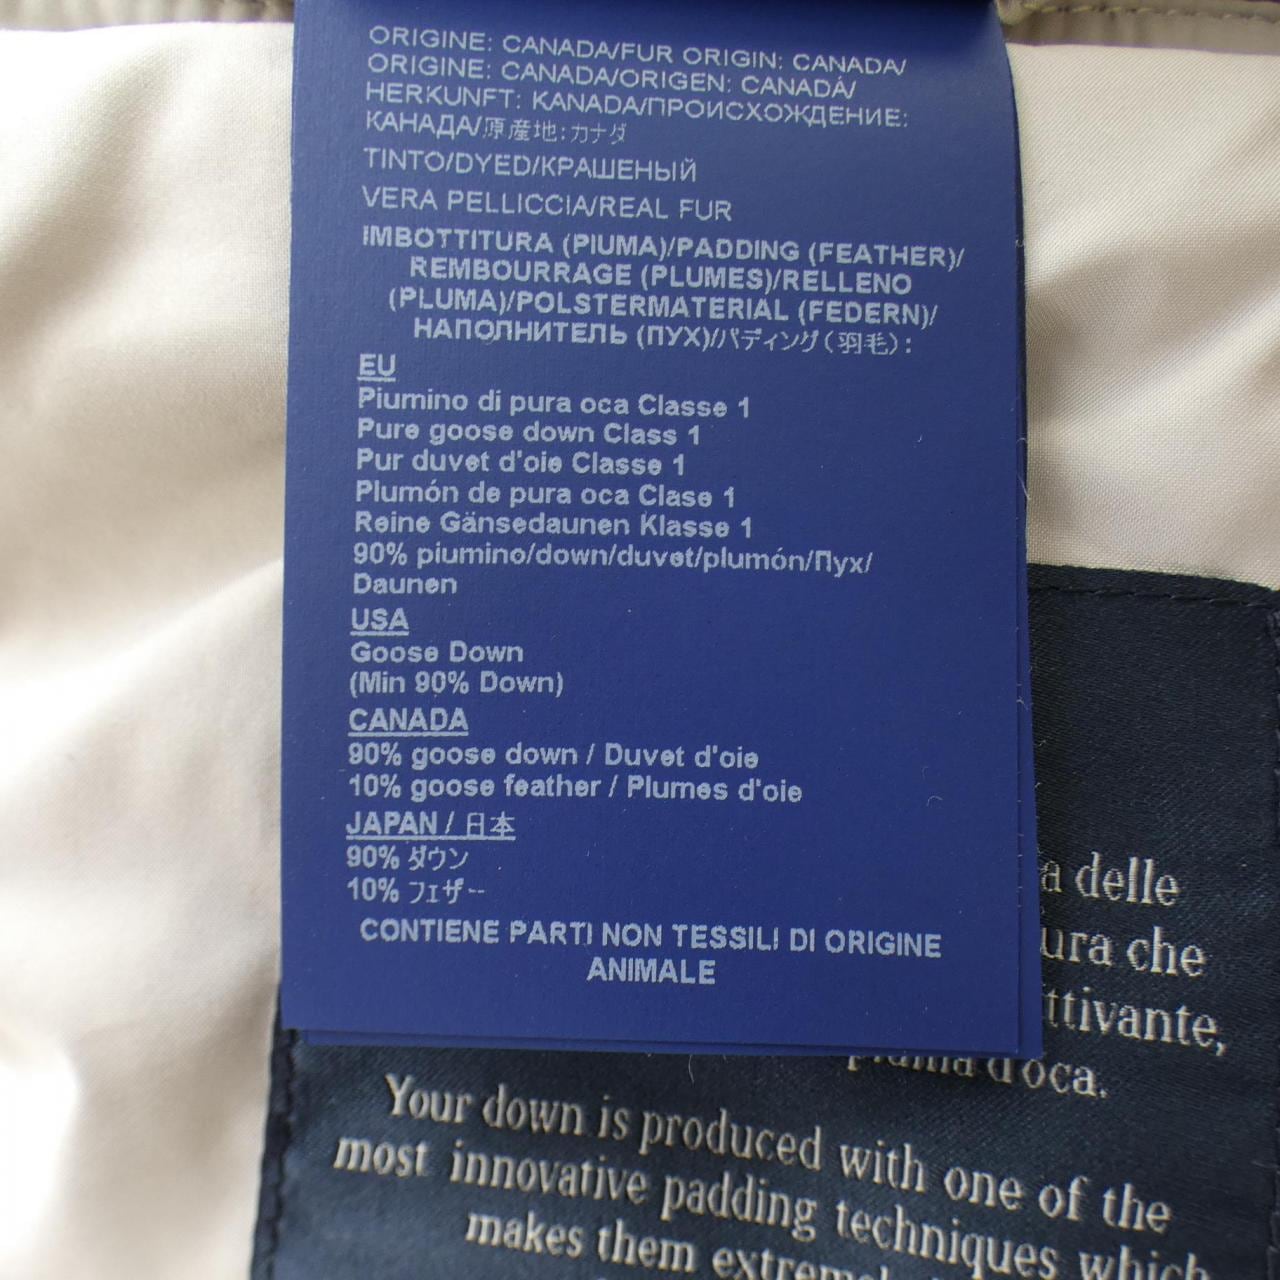 ORIGINE: CANADA/FUR ORIGIN: CANADA/
ORIGINE: CANADA/ORIGEN: CANADÁ/
HERKUNFT: KANADA/ПРОИСХОЖДЕНИЕ:
КАНАДА/原産地:カナダ
TINTO/DYED/КРАШЕНЫЙ
VERA PELLICCIA/REAL FUR
IMBOTTITURA (PIUMA)/PADDING (FEATHER)/
REMBOURRAGE (PLUMES)/RELLENO
(PLUMA)/POLSTERMATERIAL (FEDERN)/
НАПОЛНИТЕЛЬ (ПУХ)/パディング(羽毛):
EU
Piumino di pura oca Classe 1
Pure goose down Class 1
Pur duvet d'oie Classe 1
Plumón de pura oca Clase 1
Reine Gänsedaunen Klasse 1
90% piumino/down/duvet/plumón/Пух/
Daunen
USA
Goose Down
(Min 90% Down)
CANADA
90% goose down / Duvet d'oie
10% goose feather / Plumes d'oie
JAPAN / 日本
90% ダウン
10% フェザー
CONTIENE PARTI NON TESSILI DI ORIGINE
ANIMALE
delle
che
d'oca.
Your down is produced with one of the
most innovative padding techniques which
makes them